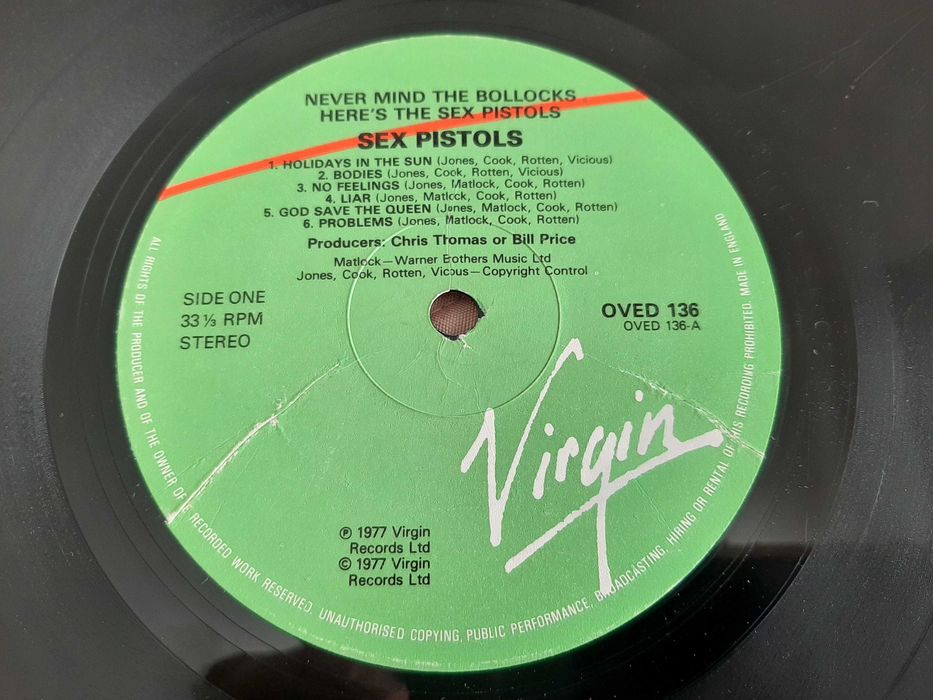 NEVER MIND THE BOLLOCKS
HERE'S THE SEX PISTOLS
SEX PISTOLS
1. HOLIDAYS IN THE SUN (Jones, Cook, Rotten, Vicious)
2. BODIES (Jones, Cook, Rotten, Vicious)
3. NO FEELINGS (Jones, Matlock, Cook, Rotten)
4. LIAR (Jones, Matlock, Cook, Rotten)
5. GOD SAVE THE QUEEN (Jones, Matlock, Cook, Rotten)
6. PROBLEMS (Jones, Matlock, Cook, Rotten)
Producers: Chris Thomas or Bill Price
Matlock—Warner Brothers Music Ltd
Jones, Cook, Rotten, Vicious—Copyright Control
SIDE ONE
33 ⅓ RPM
STEREO
OVED 136
OVED 136-A
Virgin
℗ 1977 Virgin
Records Ltd
© 1977 Virgin
Records Ltd
ALL RIGHTS OF THE PRODUCER AND OF THE OWNER OF RECORDED WORK RESERVED. UNAUTHORISED COPYING, PUBLIC PERFORMANCE, BROADCASTING, HIRING OR RENTAL OF THIS RECORDING PROHIBITED. MADE IN ENGLAND